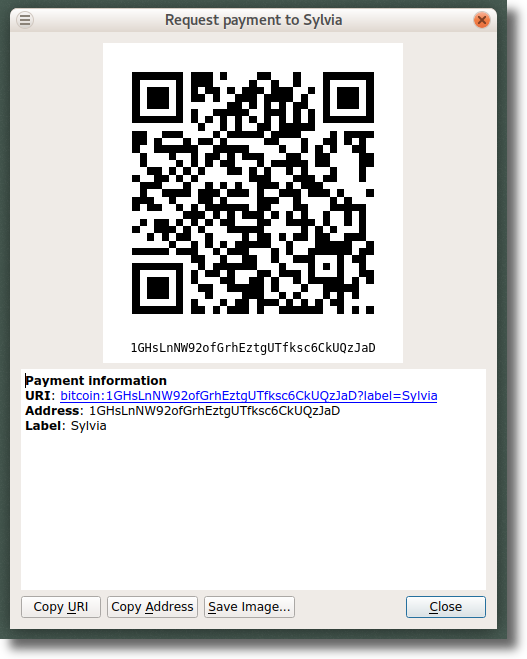 Request payment to Sylvia
1GHsLnNW92ofGrhEztgUTfksc6CkUQzJaD
Payment information
URI: bitcoin:1GHsLnNW92ofGrhEztgUTfksc6CkUQzJaD?label=Sylvia
Address: 1GHsLnNW92ofGrhEztgUTfksc6CkUQzJaD
Label: Sylvia
Copy URI Copy Address Save Image... Close